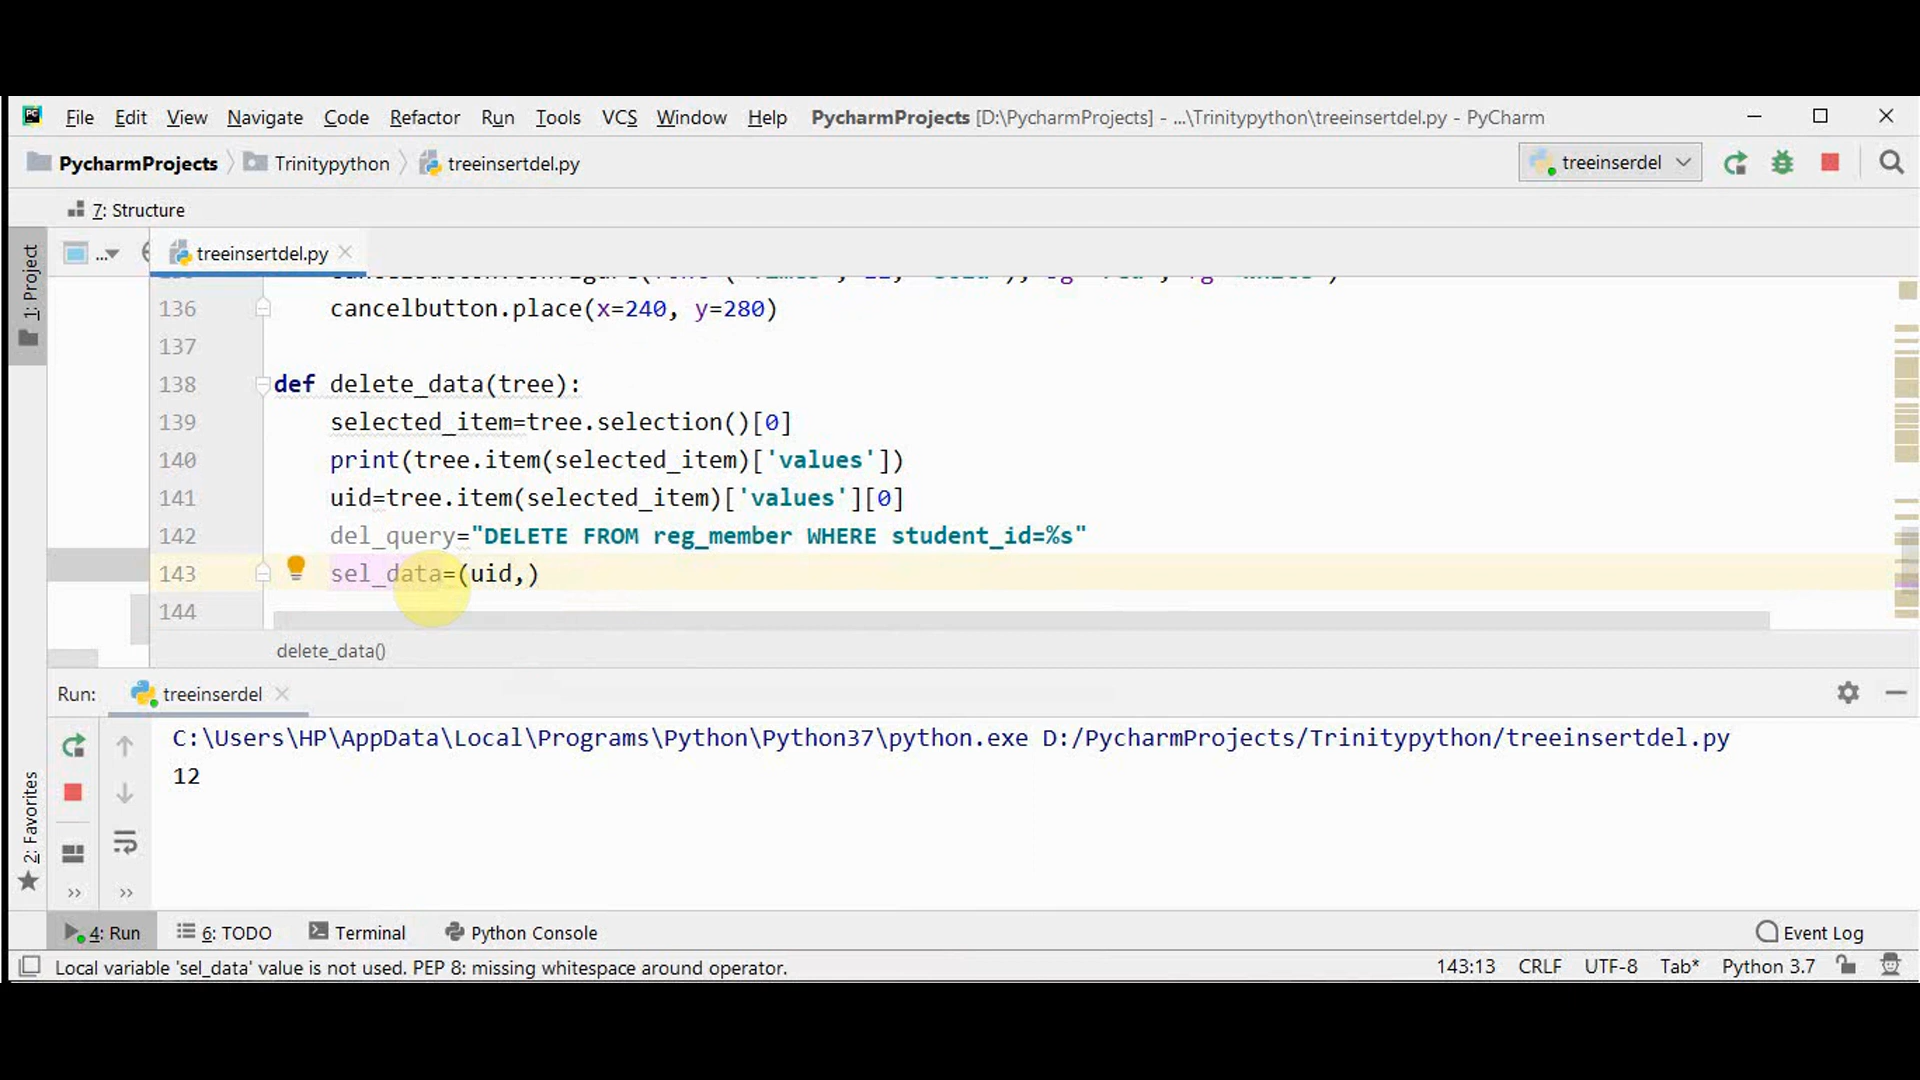 File Edit View Navigate Code Refactor Run Tools VCS Window Help PycharmProjects [D:\PycharmProjects] - ...\Trinitypython\treeinsertdel.py - PyCharm
PycharmProjects Trinitypython treeinsertdel.py treeinserdel
7: Structure
1: Project
... treeinsertdel.py
136 cancelbutton.place(x=240, y=280)
137
138 def delete_data(tree):
139 selected_item=tree.selection()[0]
140 print(tree.item(selected_item)['values'])
141 uid=tree.item(selected_item)['values'][0]
142 del_query="DELETE FROM reg_member WHERE student_id=%s"
143 sel_data=(uid,)
144
delete_data()
Run: treeinserdel
C:\Users\HP\AppData\Local\Programs\Python\Python37\python.exe D:/PycharmProjects/Trinitypython/treeinsertdel.py
12
2: Favorites
4: Run 6: TODO Terminal Python Console Event Log
Local variable 'sel_data' value is not used. PEP 8: missing whitespace around operator. 143:13 CRLF UTF-8 Tab* Python 3.7